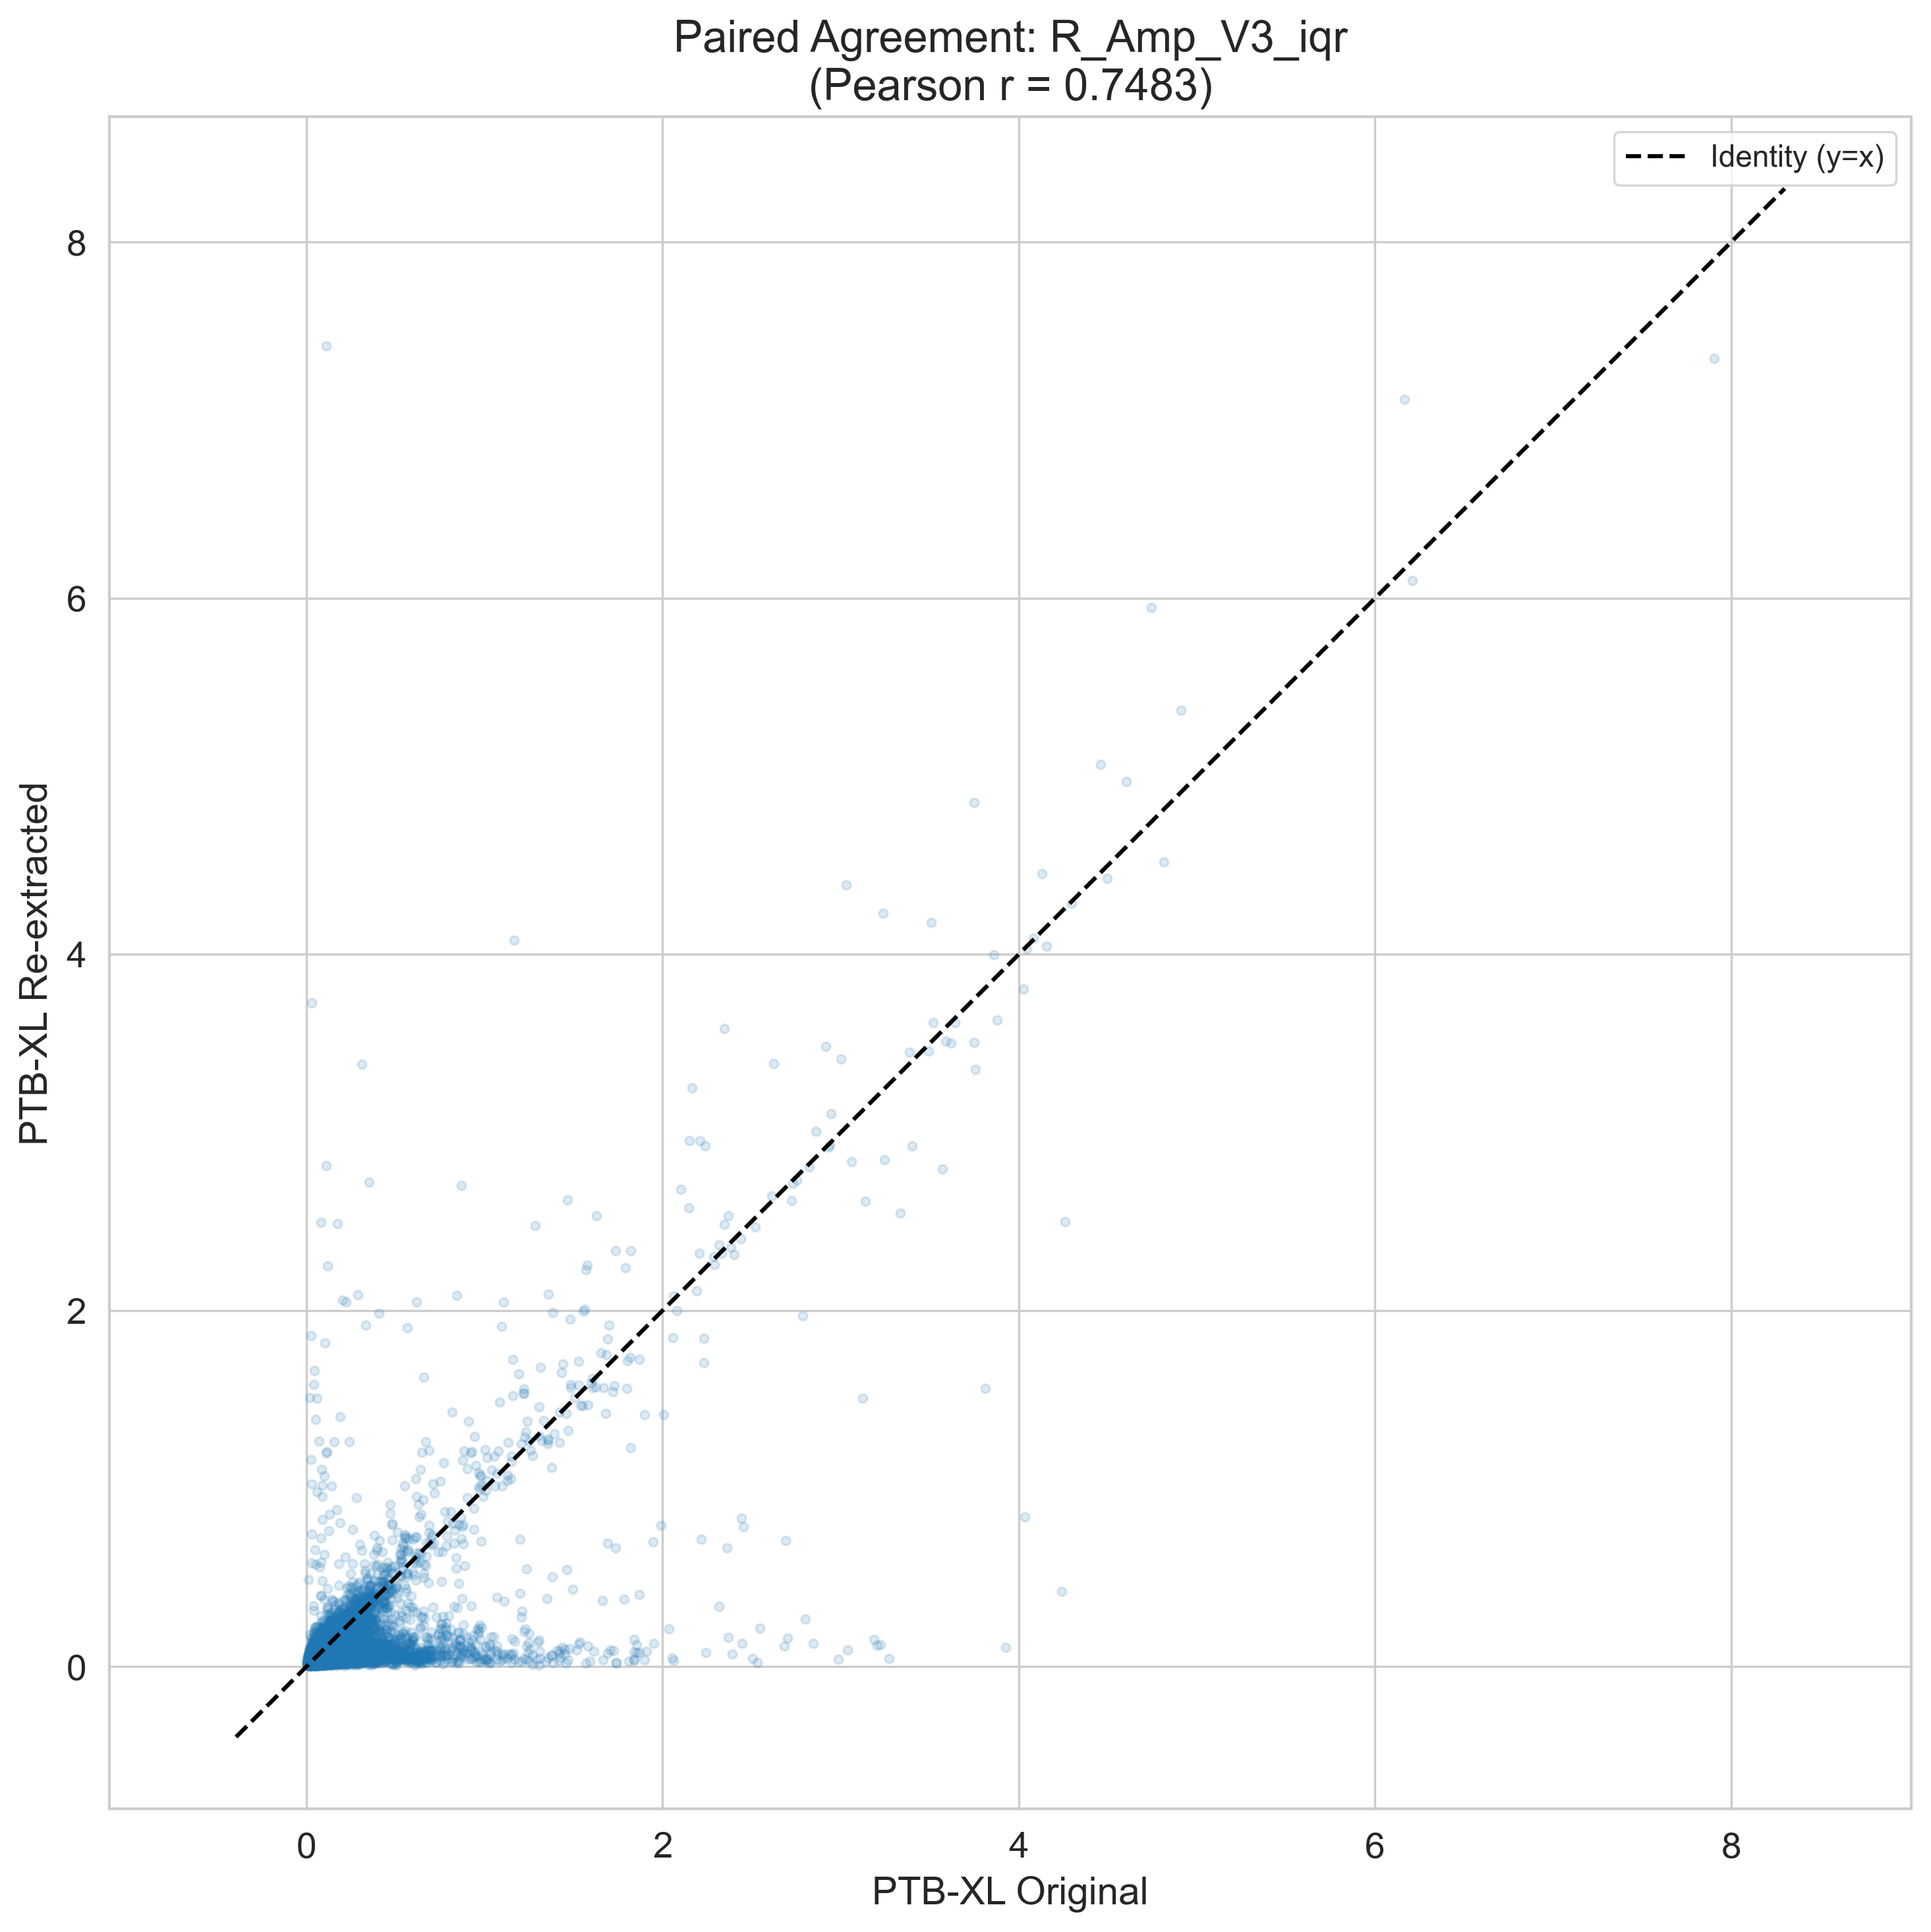 Paired Agreement: R_Amp_V3_iqr
(Pearson r = 0.7483)
Identity (y=x)
8
6
4
2
0
PTB-XL Re-extracted
0 2 4 6 8
PTB-XL Original